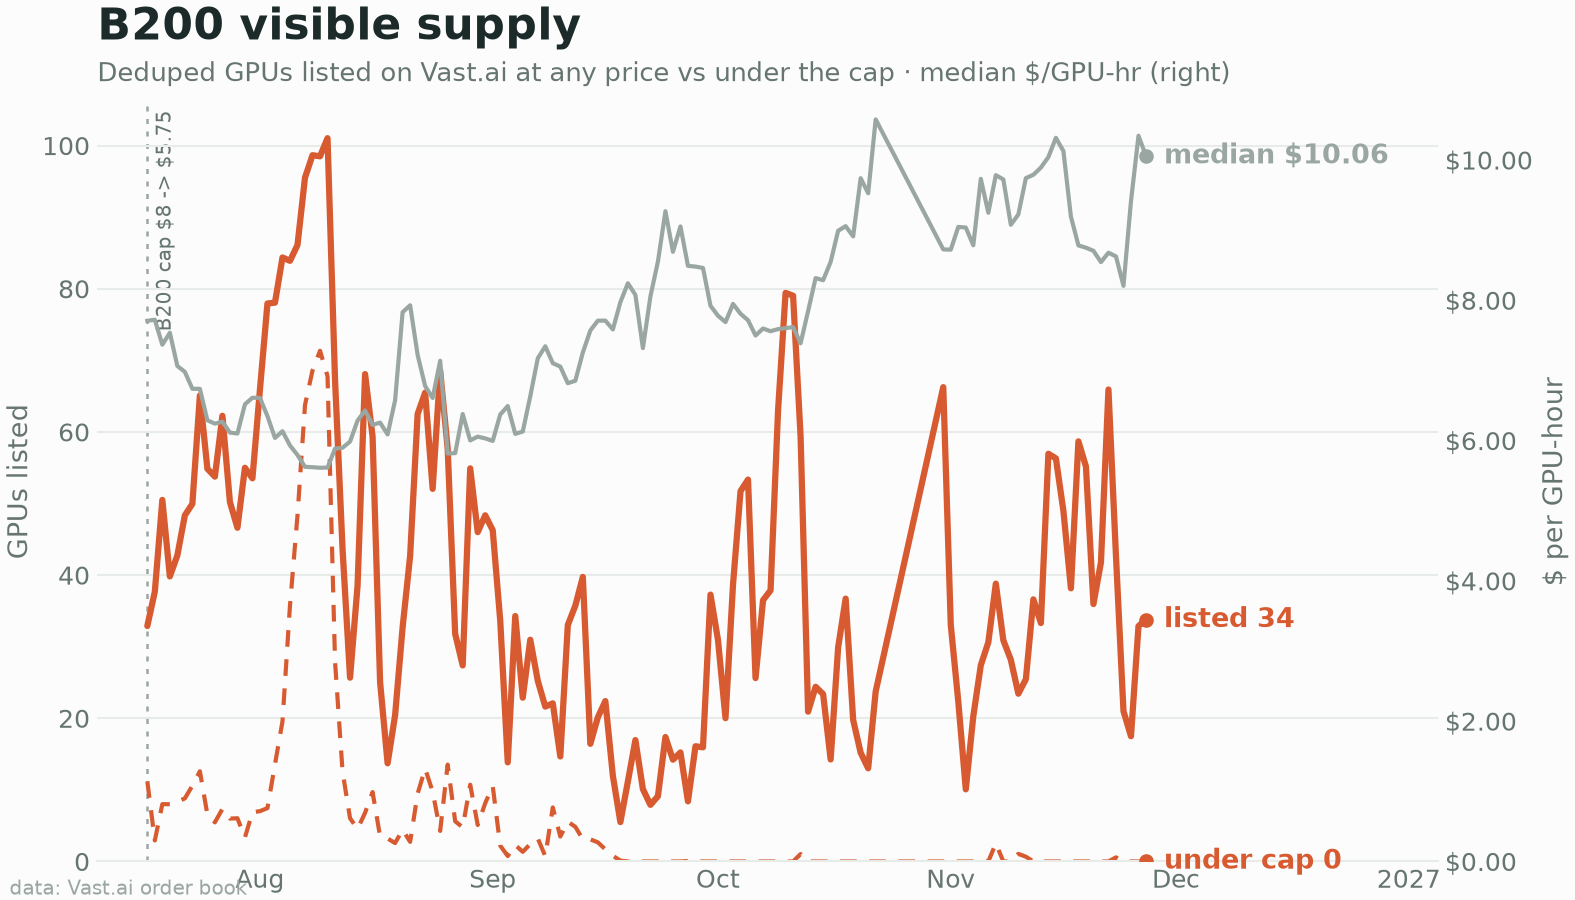 B200 visible supply
Deduped GPUs listed on Vast.ai at any price vs under the cap · median $/GPU-hr (right)
B200 cap $8 -> $5.75
100
80
60
40
20
0
GPUs listed
$10.00
$8.00
$6.00
$4.00
$2.00
$0.00
$ per GPU-hour
median $10.06
listed 34
under cap 0
Aug
Sep
Oct
Nov
Dec
2027
data: Vast.ai order book